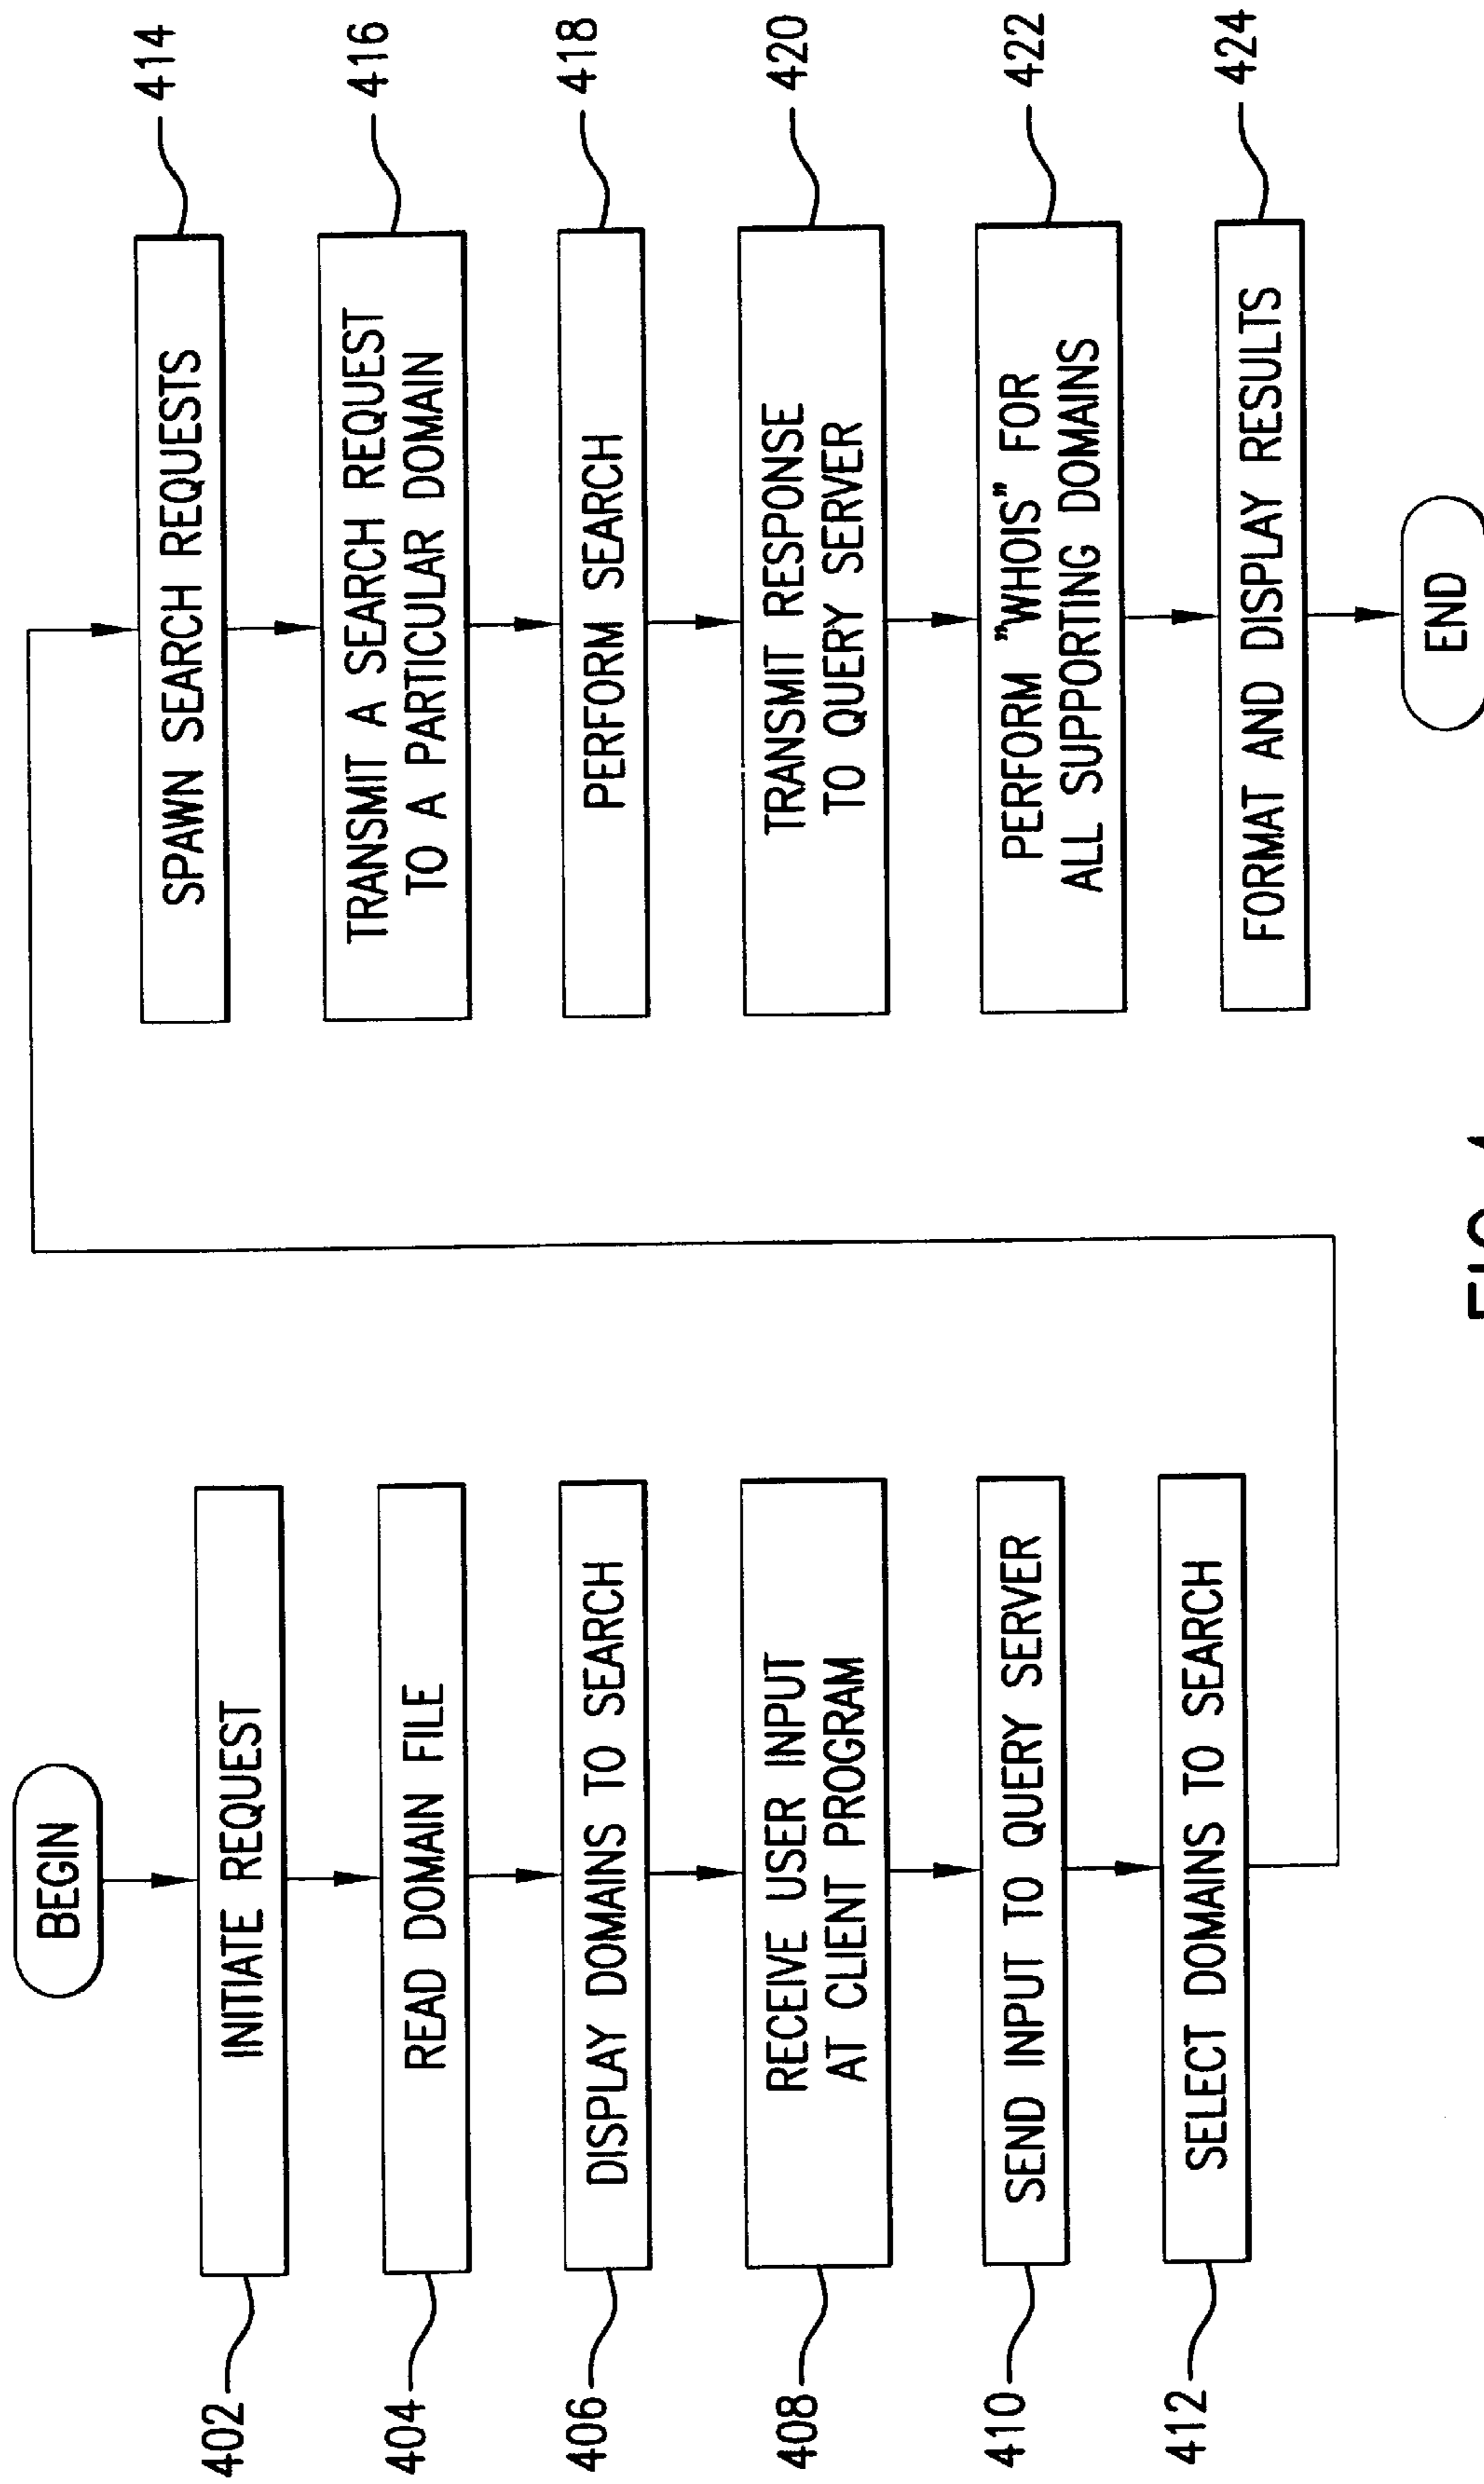 BEGIN
402
INITIATE REQUEST
404
READ DOMAIN FILE
406
DISPLAY DOMAINS TO SEARCH
408
RECEIVE USER INPUT
AT CLIENT PROGRAM
410
SEND INPUT TO QUERY SERVER
412
SELECT DOMAINS TO SEARCH
414
SPAWN SEARCH REQUESTS
416
TRANSMIT A SEARCH REQUEST
TO A PARTICULAR DOMAIN
418
PERFORM SEARCH
420
TRANSMIT RESPONSE
TO QUERY SERVER
422
PERFORM "WHOIS" FOR
ALL SUPPORTING DOMAINS
424
FORMAT AND DISPLAY RESULTS
END